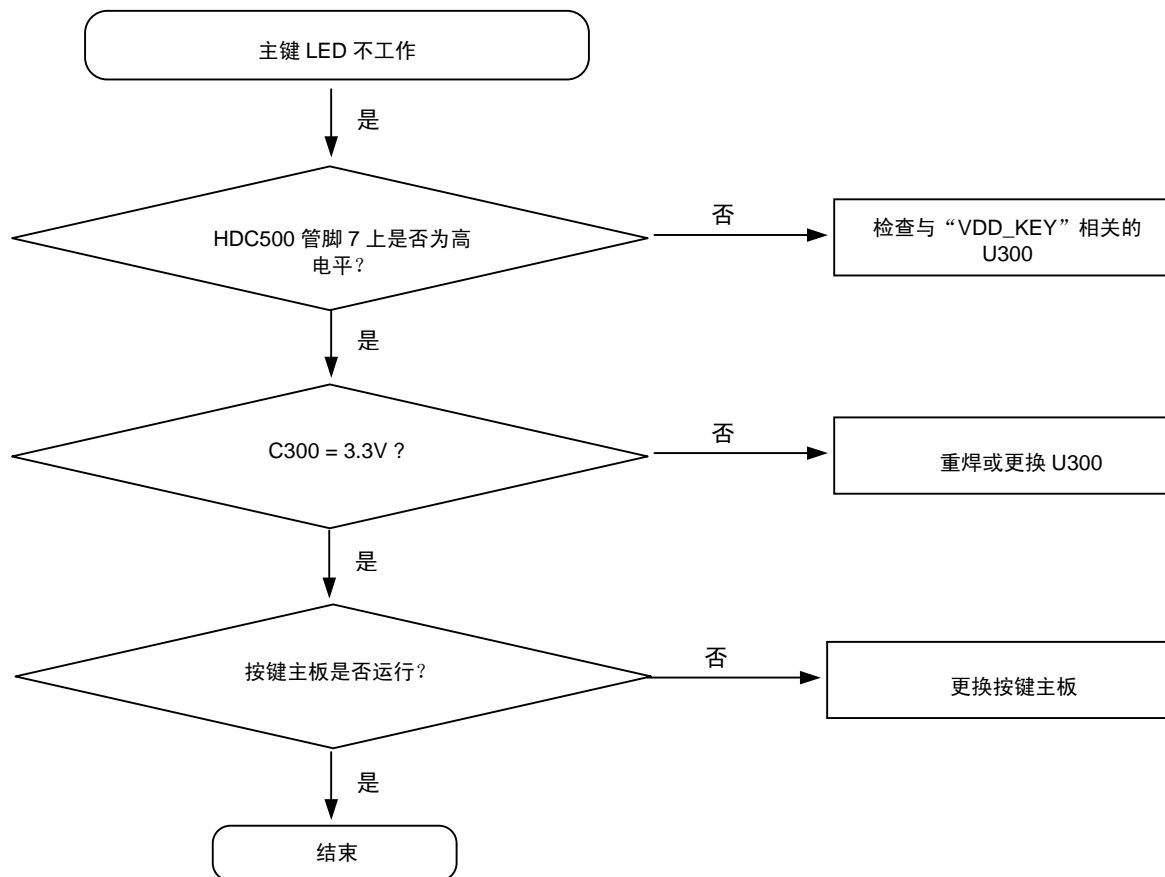 主键 LED 不工作
是
HDC500 管脚 7 上是否为高
电平？
否
检查与“VDD_KEY”相关的
U300
是
C300 = 3.3V ?
否
重焊或更换 U300
是
按键主板是否运行？
否
更换按键主板
是
结束